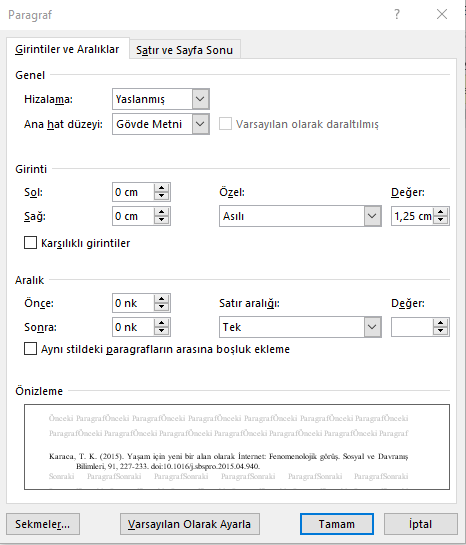 Paragraf ? ×
Girintiler ve Aralıklar Satır ve Sayfa Sonu
Genel
Hizalama: Yaslanmış
Ana hat düzeyi: Gövde Metni Varsayılan olarak daraltılmış
Girinti
Sol: 0 cm Özel: Değer:
Sağ: 0 cm Asılı 1,25 cm
Karşılıklı girintiler
Aralık
Önce: 0 nk Satır aralığı: Değer:
Sonra: 0 nk Tek
Aynı stildeki paragrafların arasına boşluk ekleme
Önizleme
Önceki ParagrafÖnceki ParagrafÖnceki ParagrafÖnceki ParagrafÖnceki ParagrafÖnceki
ParagrafÖnceki ParagrafÖnceki ParagrafÖnceki ParagrafÖnceki ParagrafÖnceki Paragraf
Karaca, T. K. (2015). Yaşam için yeni bir alan olarak İnternet: Fenomenolojik görüş. Sosyal ve Davranış
Bilimleri, 91, 227-233. doi:10.1016/j.sbspro.2015.04.940.
Sonraki ParagrafSonraki ParagrafSonraki ParagrafSonraki ParagrafSonraki
Sekmeler... Varsayılan Olarak Ayarla Tamam İptal